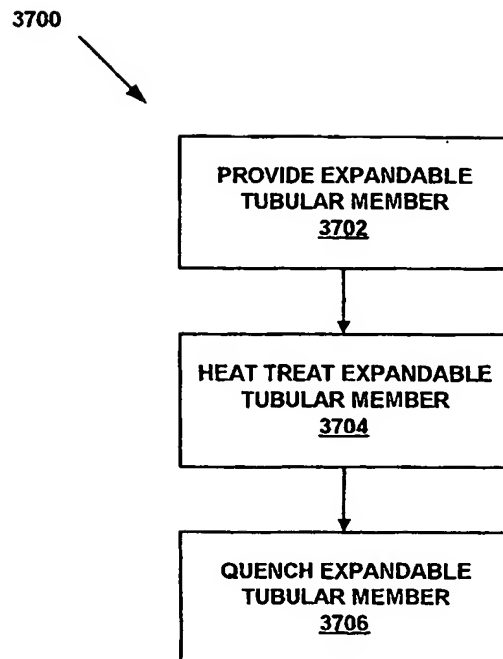 3700
PROVIDE EXPANDABLE
TUBULAR MEMBER
3702
HEAT TREAT EXPANDABLE
TUBULAR MEMBER
3704
QUENCH EXPANDABLE
TUBULAR MEMBER
3706